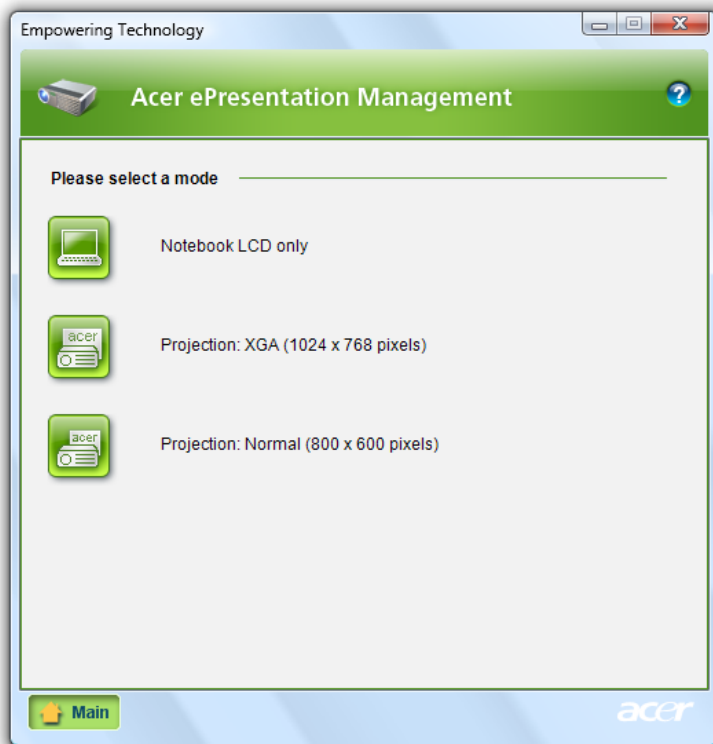 Empowering Technology
Acer ePresentation Management
?
Please select a mode
Notebook LCD only
acer
Projection: XGA (1024 x 768 pixels)
acer
Projection: Normal (800 x 600 pixels)
Main
acer